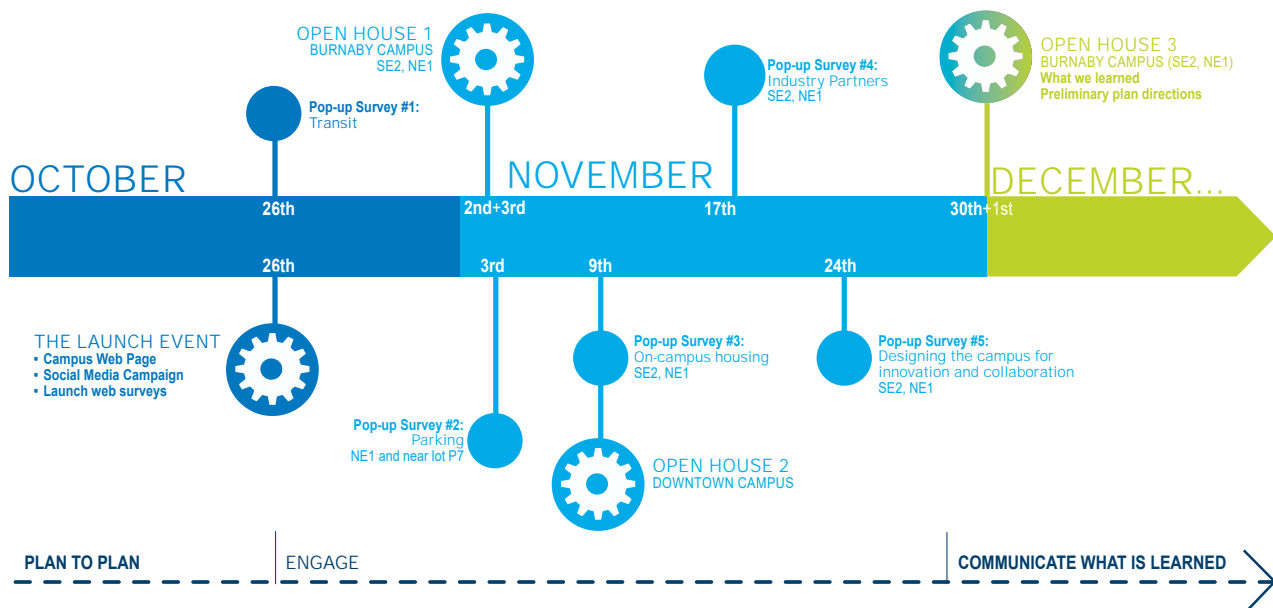 OPEN HOUSE 1
BURNABY CAMPUS
SE2, NE1
Pop-up Survey #1:
Transit
Pop-up Survey #4:
Industry Partners
SE2, NE1
OPEN HOUSE 3
BURNABY CAMPUS (SE2, NE1)
What we learned
Preliminary plan directions
OCTOBER
NOVEMBER
DECEMBER...
26th
2nd+3rd
17th
30th+1st
26th
3rd
9th
24th
THE LAUNCH EVENT
• Campus Web Page
• Social Media Campaign
• Launch web surveys
Pop-up Survey #2:
Parking
NE1 and near lot P7
Pop-up Survey #3:
On-campus housing
SE2, NE1
OPEN HOUSE 2
DOWNTOWN CAMPUS
Pop-up Survey #5:
Designing the campus for
innovation and collaboration
SE2, NE1
PLAN TO PLAN
ENGAGE
COMMUNICATE WHAT IS LEARNED